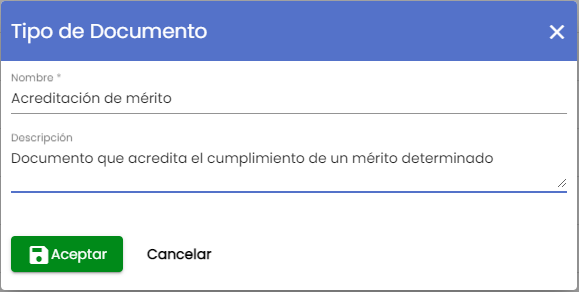 Tipo de Documento
Nombre *
Acreditación de mérito
Descripción
Documento que acredita el cumplimiento de un mérito determinado
Aceptar Cancelar